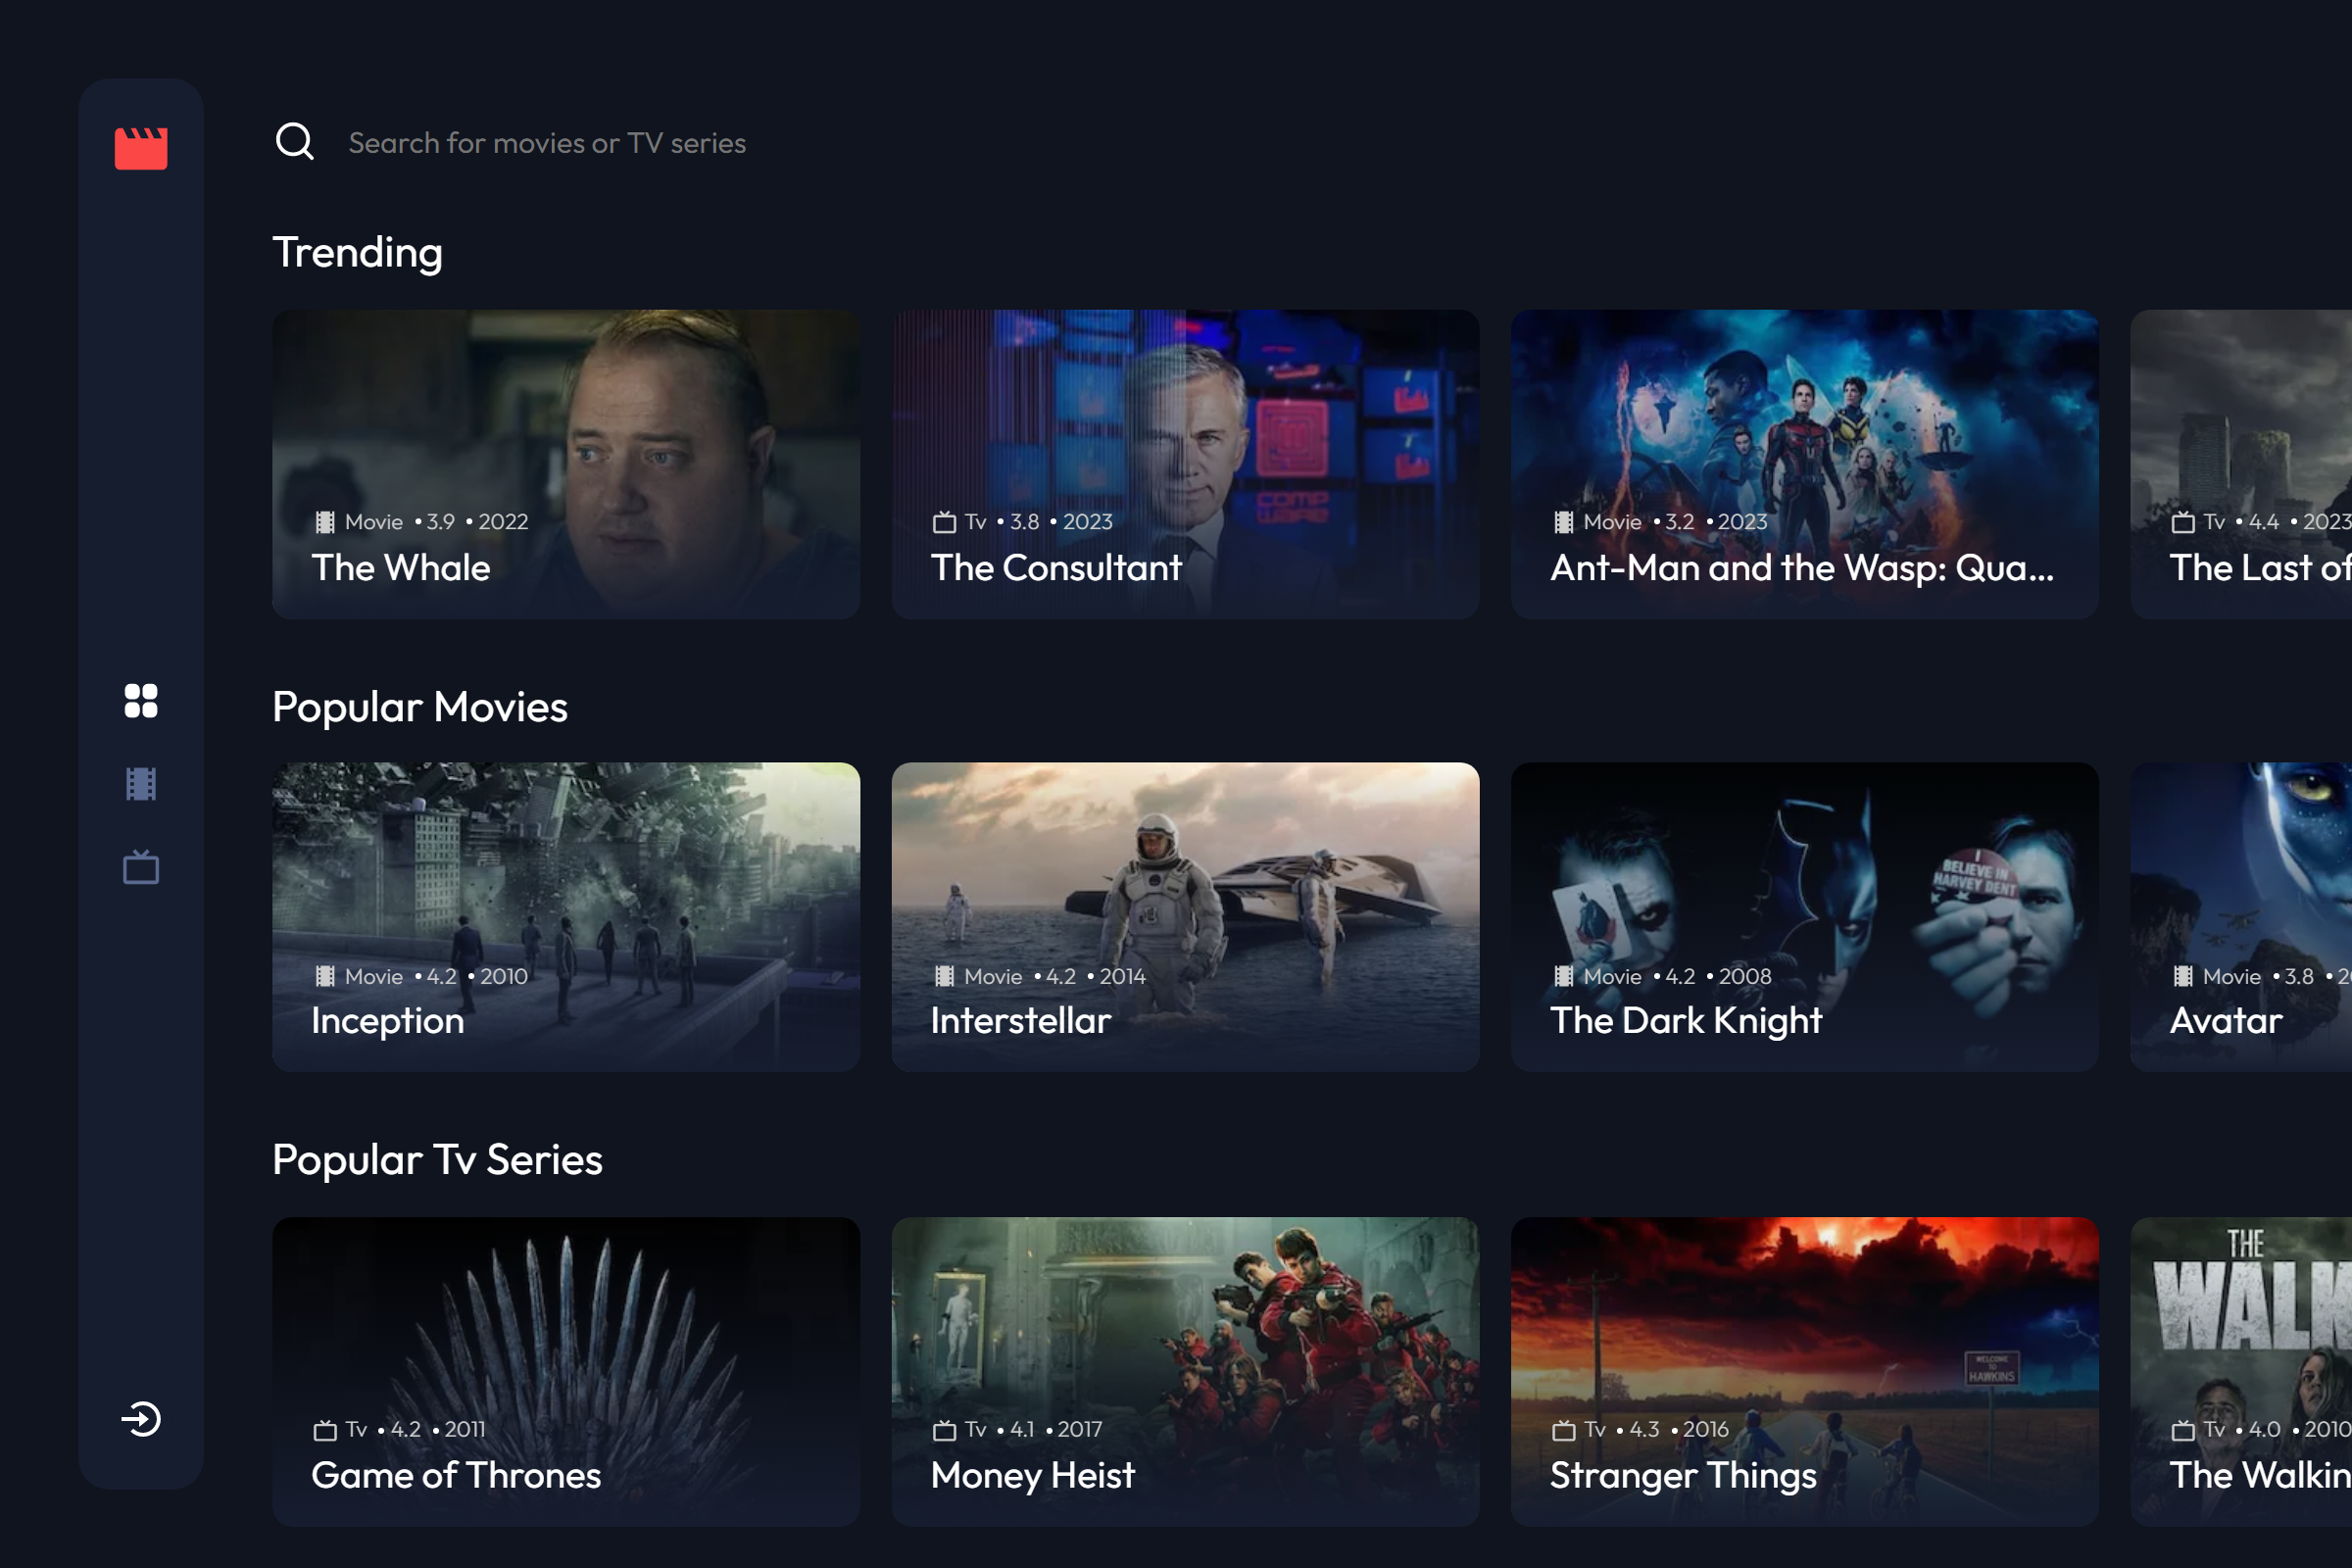 Search for movies or TV series
Trending
Movie • 3.9 • 2022
The Whale
Tv • 3.8 • 2023
The Consultant
COMP
WARE
Movie • 3.2 • 2023
Ant-Man and the Wasp: Qua...
Tv • 4.4 • 2023
The Last of
Popular Movies
Movie • 4.2 • 2010
Inception
Movie • 4.2 • 2014
Interstellar
I
BELIEVE IN
HARVEY DENT
Movie • 4.2 • 2008
The Dark Knight
Movie • 3.8 • 2
Avatar
Popular Tv Series
Tv • 4.2 • 2011
Game of Thrones
Tv • 4.1 • 2017
Money Heist
WELCOME
TO
HAWKINS
Tv • 4.3 • 2016
Stranger Things
THE
WALK
Tv • 4.0 • 2010
The Walkin